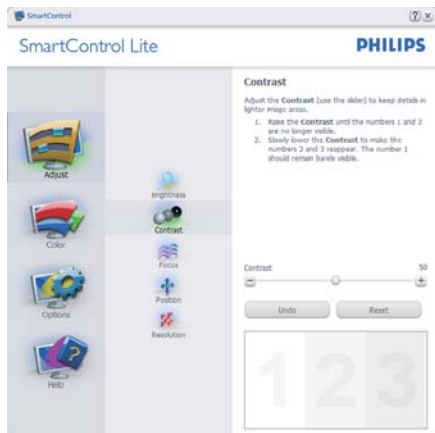 SmartControl
SmartControl Lite
PHILIPS
Adjust
Color
Options
Help
Brightness
Contrast
Focus
Position
Resolution
Contrast
Adjust the Contrast (use the slider) to keep details in
lighter image areas.
1. Raise the Contrast until the numbers 1 and 2
are no longer visible.
2. Slowly lower the Contrast to make the
numbers 2 and 3 reappear. The number 1
should remain barely visible.
Contrast
50
Undo
Reset
1 2 3